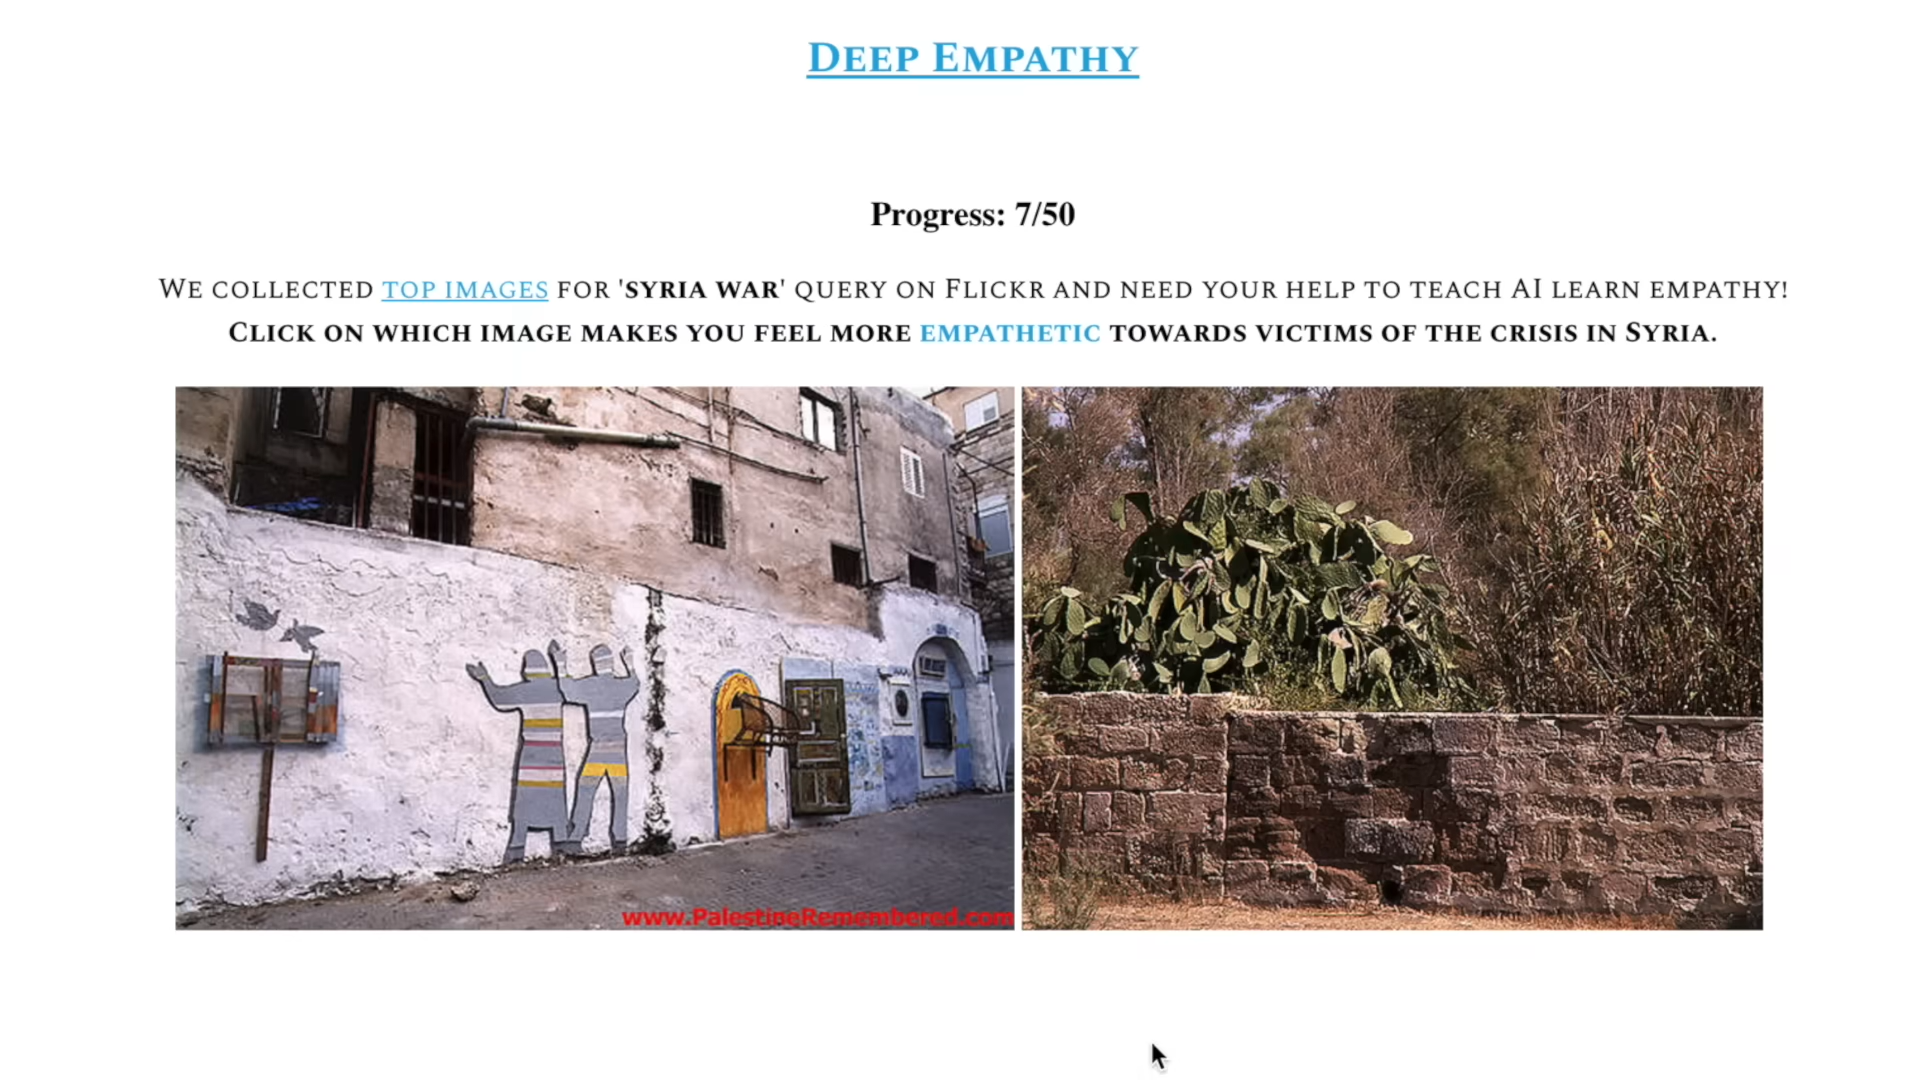 DEEP EMPATHY
Progress: 7/50
WE COLLECTED TOP IMAGES FOR 'SYRIA WAR' QUERY ON FLICKR AND NEED YOUR HELP TO TEACH AI LEARN EMPATHY!
CLICK ON WHICH IMAGE MAKES YOU FEEL MORE EMPATHETIC TOWARDS VICTIMS OF THE CRISIS IN SYRIA.
www.PalestineRemembered.com